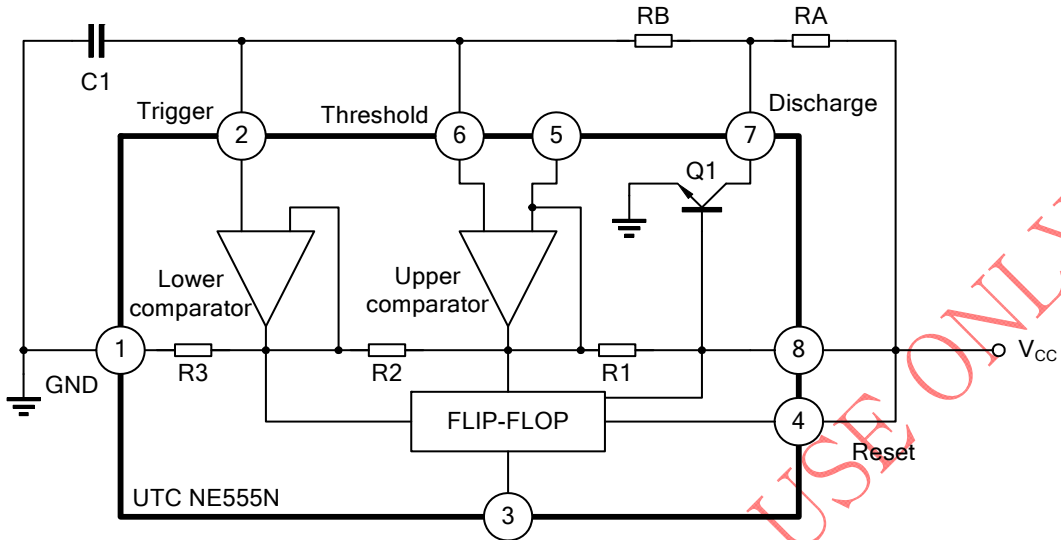 RB
RA
C1
Trigger
Threshold
Discharge
2
6
5
7
Q1
Lower
comparator
Upper
comparator
1
R3
R2
R1
8
VCC
GND
FLIP-FLOP
4
Reset
UTC NE555N
3
USE ONLY